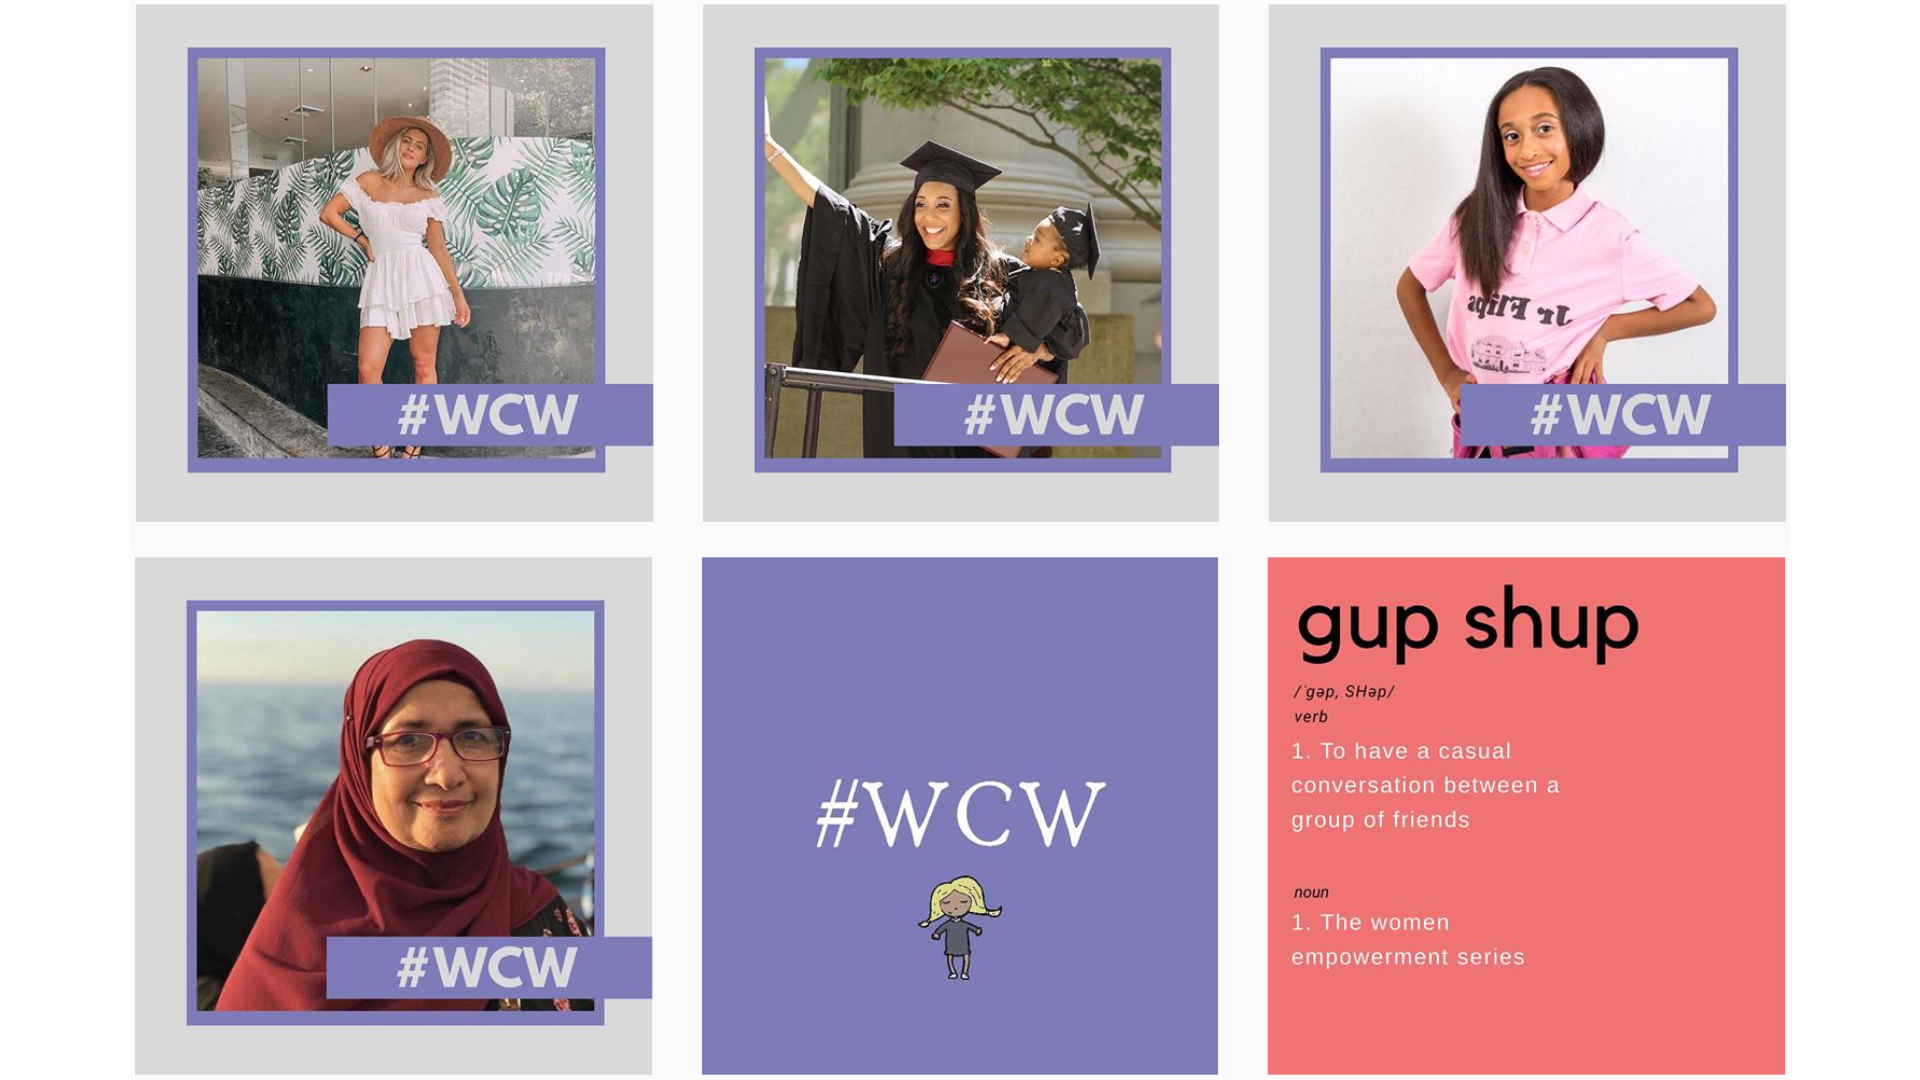 #WCW
#WCW
Jr Flips
#WCW
#WCW
#WCW
gup shup
/ˈgəp, SHəp/
verb
1. To have a casual
conversation between a
group of friends
noun
1. The women
empowerment series